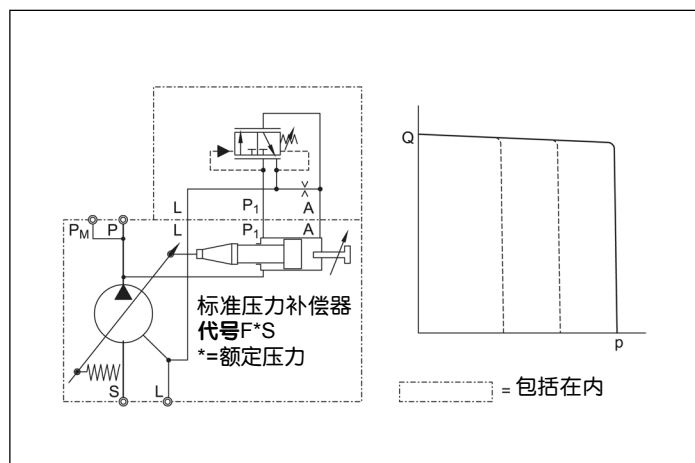 L P₁ A
P_M P L P₁ A
标准压力补偿器
代号F*S
*=额定压力
S L
Q
p
= 包括在内